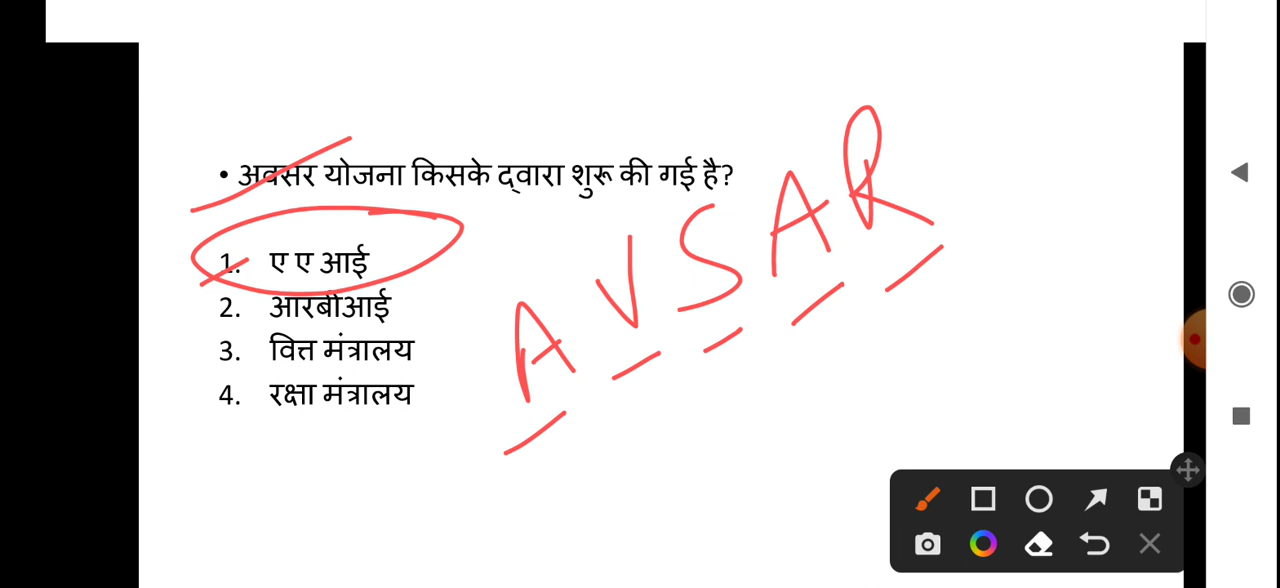 • अवसर योजना किसके द्वारा शुरू की गई है?
1. ए ए आई
2. आरबीआई
3. वित्त मंत्रालय
4. रक्षा मंत्रालय
AVSAR